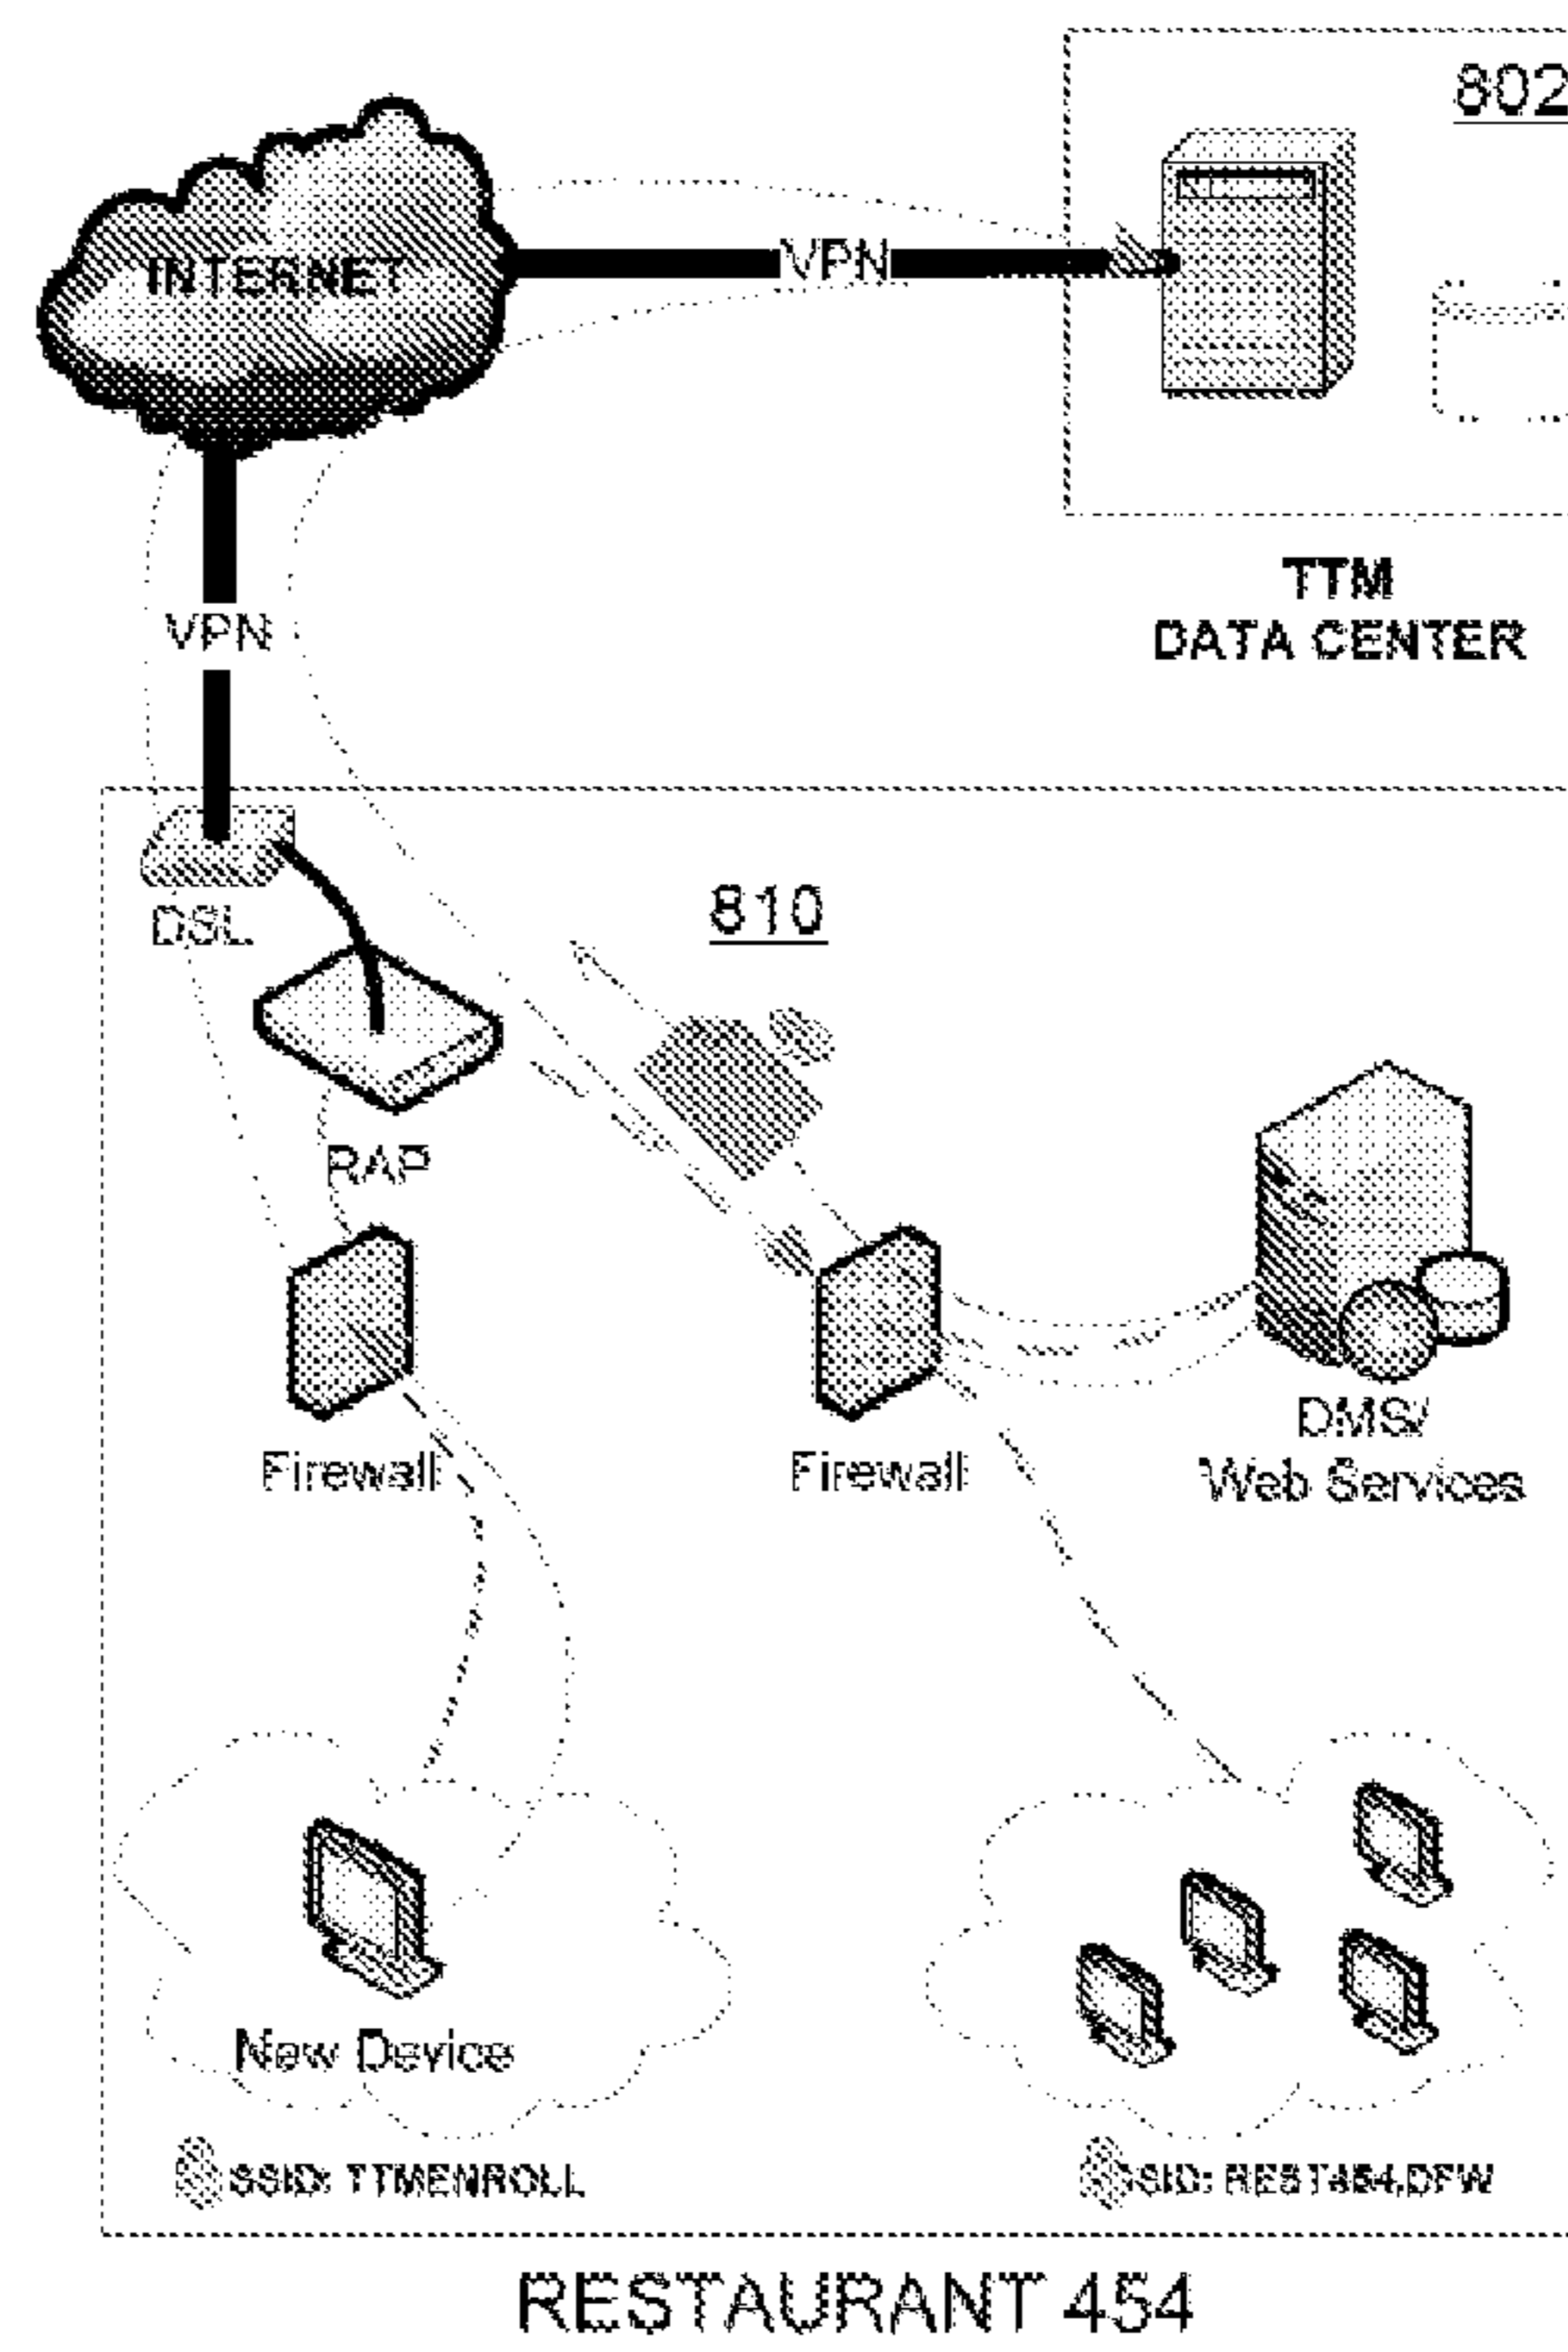 802
INTERNET
VPN
TTM
DATA CENTER
VPN
DSL
810
RAP
Firewall
Firewall
DMS/
Web Services
New Device
SSID: TTMENROLL
SID: REST454.DFW
RESTAURANT 454